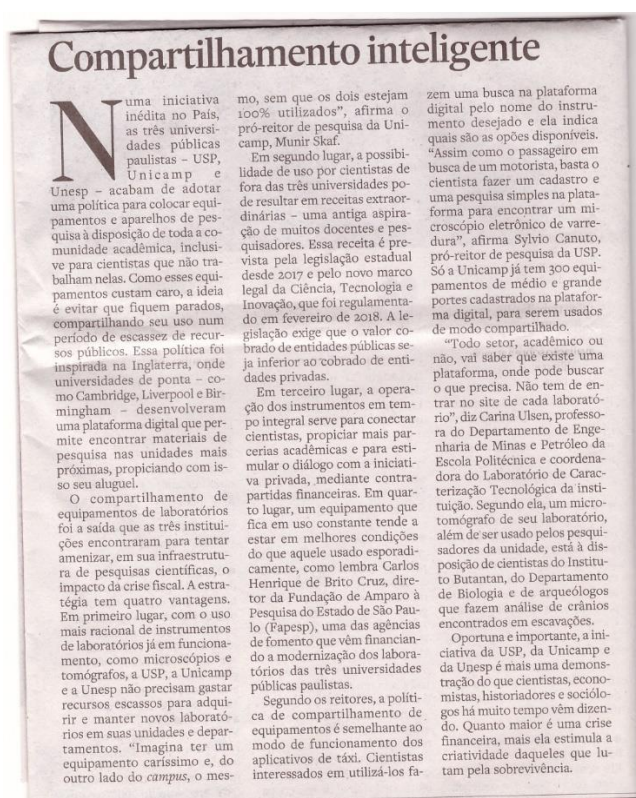 Compartilhamento inteligente
Numa iniciativa
inédita no País,
as três universi-
dades públicas
paulistas – USP,
Unicamp e
Unesp – acabam de adotar
uma política para colocar equi-
pamentos e aparelhos de pes-
quisa à disposição de toda a co-
munidade acadêmica, inclusi-
ve para cientistas que não tra-
balham nelas. Como esses equi-
pamentos custam caro, a ideia
é evitar que fiquem parados,
compartilhando seu uso num
período de escassez de recur-
sos públicos. Essa política foi
inspirada na Inglaterra, onde
universidades de ponta – co-
mo Cambridge, Liverpool e Bir-
mingham – desenvolveram
uma plataforma digital que per-
mite encontrar materiais de
pesquisa nas unidades mais
próximas, propiciando com is-
so seu aluguel.
O compartilhamento de
equipamentos de laboratórios
foi a saída que as três institui-
ções encontraram para tentar
amenizar, em sua infraestrutu-
ra de pesquisas científicas, o
impacto da crise fiscal. A estra-
tégia tem quatro vantagens.
Em primeiro lugar, com o uso
mais racional de instrumentos
de laboratórios já em funciona-
mento, como microscópios e
tomógrafos, a USP, a Unicamp
e a Unesp não precisam gastar
recursos escassos para adqui-
rir e manter novos laborató-
rios em suas unidades e depar-
tamentos. “Imagina ter um
equipamento caríssimo e, do
outro lado do campus, o mes-
mo, sem que os dois estejam
100% utilizados”, afirma o
pró-reitor de pesquisa da Uni-
camp, Munir Skaf.
Em segundo lugar, a possibi-
lidade de uso por cientistas de
fora das três universidades po-
de resultar em receitas extraor-
dinárias – uma antiga aspira-
ção de muitos docentes e pes-
quisadores. Essa receita é pre-
vista pela legislação estadual
desde 2017 e pelo novo marco
legal da Ciência, Tecnologia e
Inovação, que foi regulamenta-
do em fevereiro de 2018. A le-
gislação exige que o valor co-
brado de entidades públicas se-
ja inferior ao cobrado de enti-
dades privadas.
Em terceiro lugar, a opera-
ção dos instrumentos em tem-
po integral serve para conectar
cientistas, propiciar mais par-
cerias acadêmicas e para esti-
mular o diálogo com a iniciati-
va privada, mediante contra-
partidas financeiras. Em quar-
to lugar, um equipamento que
fica em uso constante tende a
estar em melhores condições
do que aquele usado esporadi-
camente, como lembra Carlos
Henrique de Brito Cruz, dire-
tor da Fundação de Amparo à
Pesquisa do Estado de São Pau-
lo (Fapesp), uma das agências
de fomento que vêm financian-
do a modernização dos labora-
tórios das três universidades
públicas paulistas.
Segundo os reitores, a políti-
ca de compartilhamento de
equipamentos é semelhante ao
modo de funcionamento dos
aplicativos de táxi. Cientistas
interessados em utilizá-los fa-
zem uma busca na plataforma
digital pelo nome do instru-
mento desejado e ela indica
quais são as opões disponíveis.
“Assim como o passageiro em
busca de um motorista, basta o
cientista fazer um cadastro e
uma pesquisa simples na plata-
forma para encontrar um mi-
croscópio eletrônico de varre-
dura”, afirma Sylvio Canuto,
pró-reitor de pesquisa da USP.
Só a Unicamp já tem 300 equi-
pamentos de médio e grande
portes cadastrados na platafor-
ma digital, para serem usados
de modo compartilhado.
“Todo setor, acadêmico ou
não, vai saber que existe uma
plataforma, onde pode buscar
o que precisa. Não tem de en-
trar no site de cada laborató-
rio”, diz Carina Ulsen, professo-
ra do Departamento de Enge-
nharia de Minas e Petróleo da
Escola Politécnica e coordena-
dora do Laboratório de Carac-
terização Tecnológica da insti-
tuição. Segundo ela, um micro-
tomógrafo de seu laboratório,
além de ser usado pelos pesqui-
sadores da unidade, está à dis-
posição de cientistas do Institu-
to Butantan, do Departamento
de Biologia e de arqueólogos
que fazem análise de crânios
encontrados em escavações.
Oportuna e importante, a ini-
ciativa da USP, da Unicamp e
da Unesp é mais uma demons-
tração do que cientistas, econo-
mistas, historiadores e sociólo-
gos há muito tempo vêm dizen-
do. Quanto maior é uma crise
financeira, mais ela estimula a
criatividade daqueles que lu-
tam pela sobrevivência.